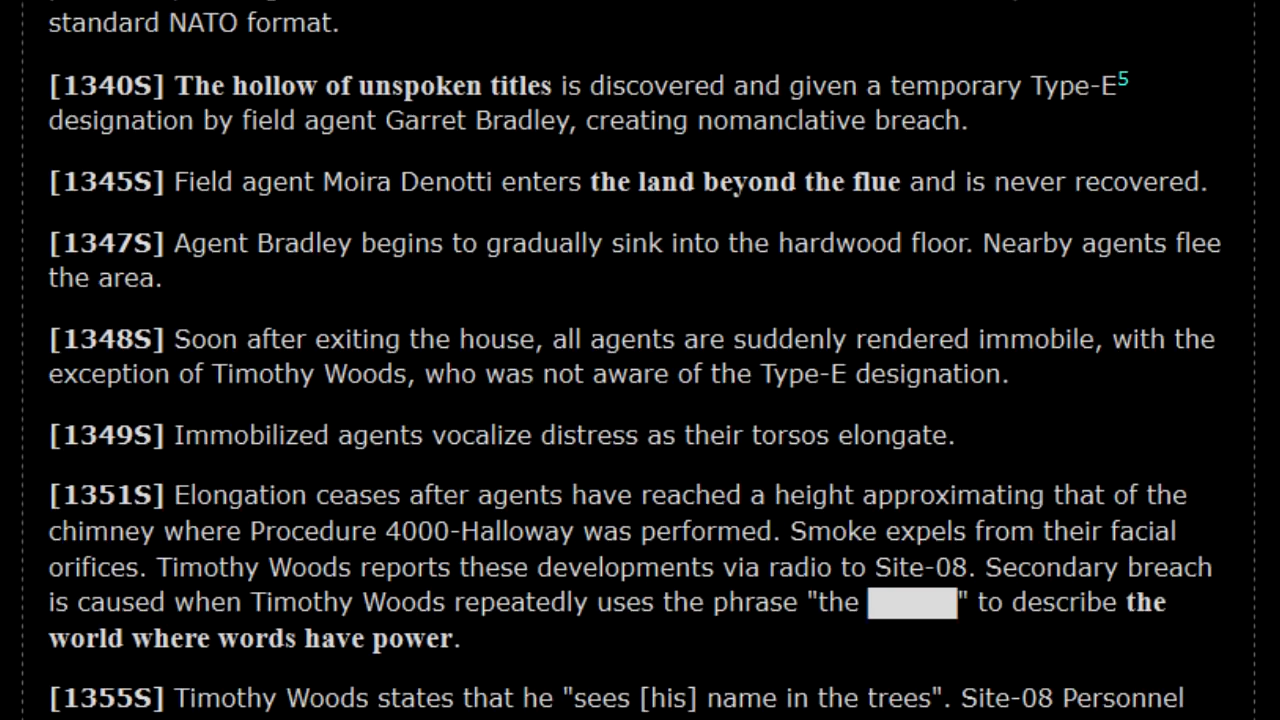 standard NATO format.
[1340S] The hollow of unspoken titles is discovered and given a temporary Type-E5
designation by field agent Garret Bradley, creating nomanclative breach.
[1345S] Field agent Moira Denotti enters the land beyond the flue and is never recovered.
[1347S] Agent Bradley begins to gradually sink into the hardwood floor. Nearby agents flee
the area.
[1348S] Soon after exiting the house, all agents are suddenly rendered immobile, with the
exception of Timothy Woods, who was not aware of the Type-E designation.
[1349S] Immobilized agents vocalize distress as their torsos elongate.
[1351S] Elongation ceases after agents have reached a height approximating that of the
chimney where Procedure 4000-Halloway was performed. Smoke expels from their facial
orifices. Timothy Woods reports these developments via radio to Site-08. Secondary breach
is caused when Timothy Woods repeatedly uses the phrase "the " to describe the
world where words have power.
[1355S] Timothy Woods states that he "sees [his] name in the trees". Site-08 Personnel